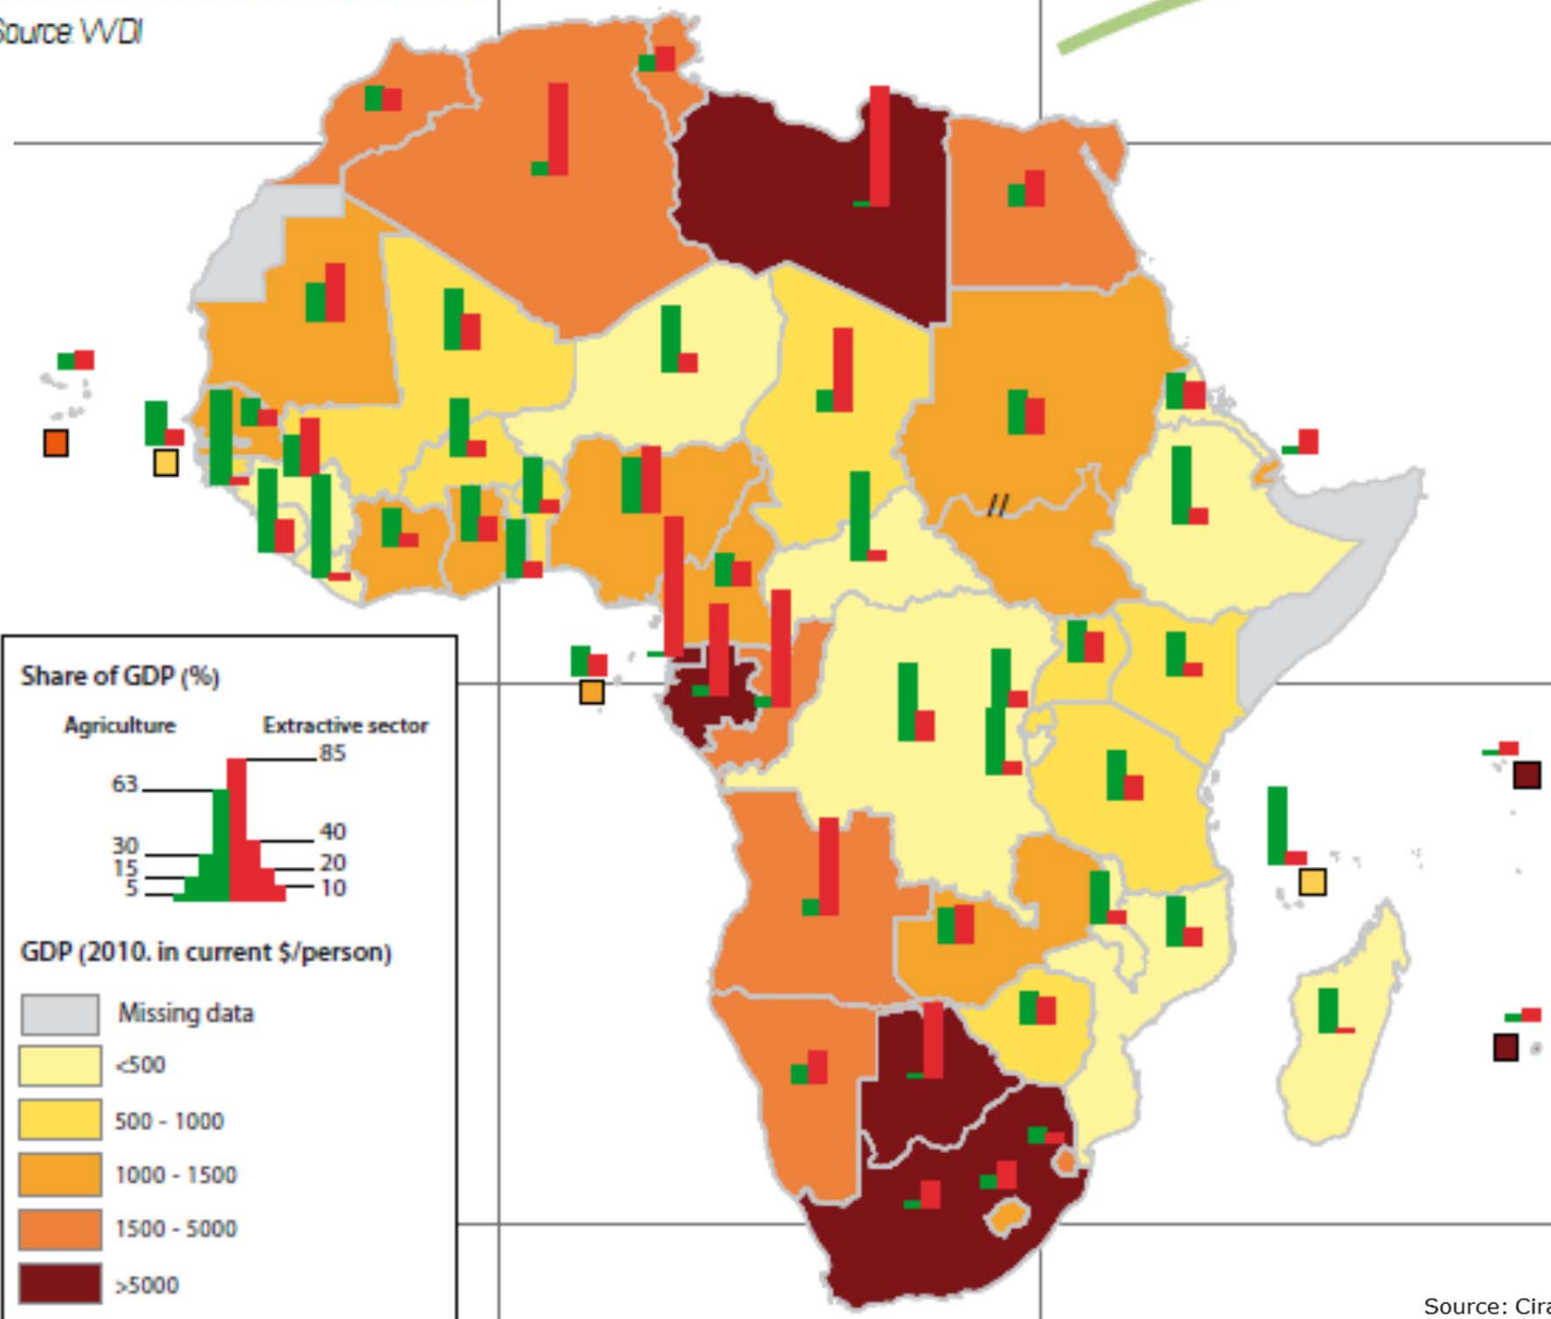 Source: WDI
Share of GDP (%)
Agriculture Extractive sector
85
63
40
30
20
15
10
5
GDP (2010. in current $/person)
Missing data
<500
500 - 1000
1000 - 1500
1500 - 5000
>5000
//
Source: Cira